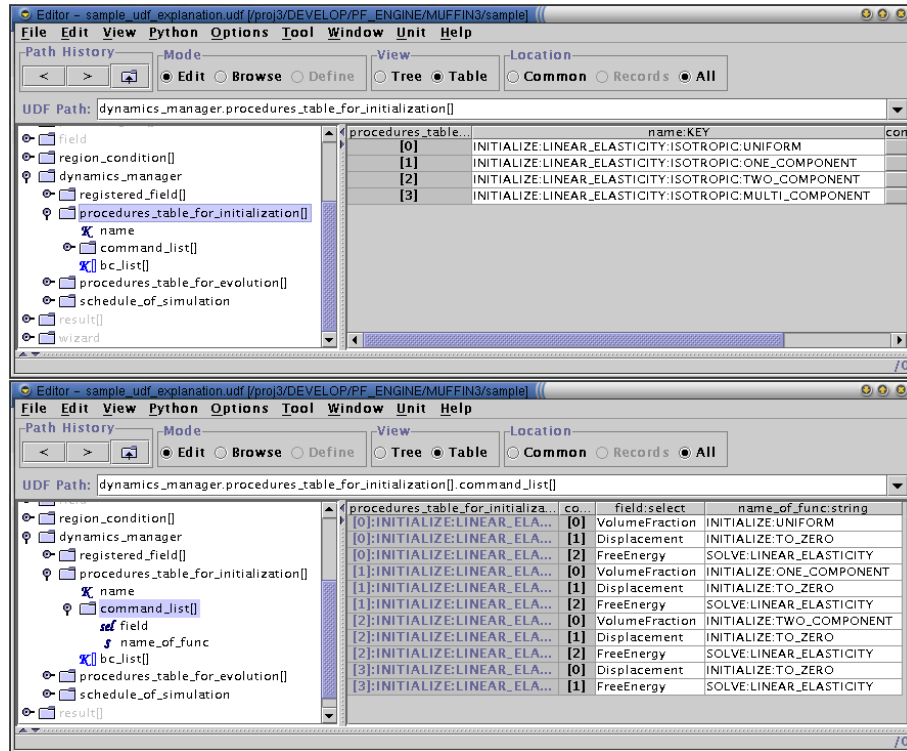 Editor - sample_udf_explanation.udf [/proj3/DEVELOP/PF_ENGINE/MUFFIN3/sample]
File Edit View Python Options Tool Window Unit Help
Path History Mode View Location
< > Edit Browse Define Tree Table Common Records All
UDF Path: dynamics_manager.procedures_table_for_initialization[]
field
region_condition[]
dynamics_manager
registered_field[]
procedures_table_for_initialization[]
K name
command_list[]
K[] bc_list[]
procedures_table_for_evolution[]
schedule_of_simulation
result[]
wizard
procedures_table... name:KEY con
[0] INITIALIZE:LINEAR_ELASTICITY:ISOTROPIC:UNIFORM
[1] INITIALIZE:LINEAR_ELASTICITY:ISOTROPIC:ONE_COMPONENT
[2] INITIALIZE:LINEAR_ELASTICITY:ISOTROPIC:TWO_COMPONENT
[3] INITIALIZE:LINEAR_ELASTICITY:ISOTROPIC:MULTI_COMPONENT
/0
Editor - sample_udf_explanation.udf [/proj3/DEVELOP/PF_ENGINE/MUFFIN3/sample]
File Edit View Python Options Tool Window Unit Help
Path History Mode View Location
< > Edit Browse Define Tree Table Common Records All
UDF Path: dynamics_manager.procedures_table_for_initialization[].command_list[]
region_condition[]
dynamics_manager
registered_field[]
procedures_table_for_initialization[]
K name
command_list[]
sel field
s name_of_func
K[] bc_list[]
procedures_table_for_evolution[]
schedule_of_simulation
result[]
procedures_table_for_initializa... co... field:select name_of_func:string
[0]:INITIALIZE:LINEAR_ELA... [0] VolumeFraction INITIALIZE:UNIFORM
[0]:INITIALIZE:LINEAR_ELA... [1] Displacement INITIALIZE:TO_ZERO
[0]:INITIALIZE:LINEAR_ELA... [2] FreeEnergy SOLVE:LINEAR_ELASTICITY
[1]:INITIALIZE:LINEAR_ELA... [0] VolumeFraction INITIALIZE:ONE_COMPONENT
[1]:INITIALIZE:LINEAR_ELA... [1] Displacement INITIALIZE:TO_ZERO
[1]:INITIALIZE:LINEAR_ELA... [2] FreeEnergy SOLVE:LINEAR_ELASTICITY
[2]:INITIALIZE:LINEAR_ELA... [0] VolumeFraction INITIALIZE:TWO_COMPONENT
[2]:INITIALIZE:LINEAR_ELA... [1] Displacement INITIALIZE:TO_ZERO
[2]:INITIALIZE:LINEAR_ELA... [2] FreeEnergy SOLVE:LINEAR_ELASTICITY
[3]:INITIALIZE:LINEAR_ELA... [0] Displacement INITIALIZE:TO_ZERO
[3]:INITIALIZE:LINEAR_ELA... [1] FreeEnergy SOLVE:LINEAR_ELASTICITY
/0